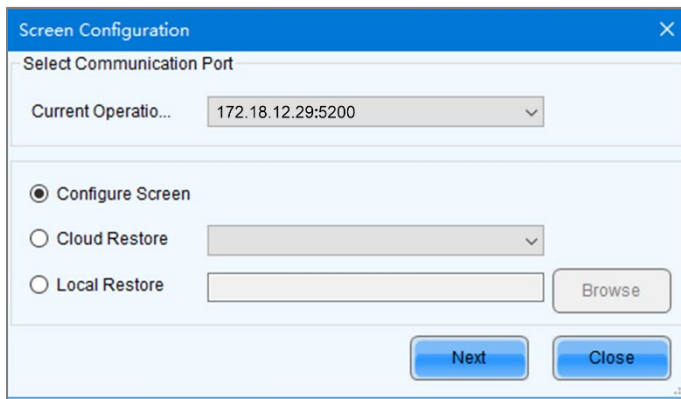 Screen Configuration
Select Communication Port
Current Operatio... 172.18.12.29:5200
Configure Screen
Cloud Restore
Local Restore Browse
Next Close